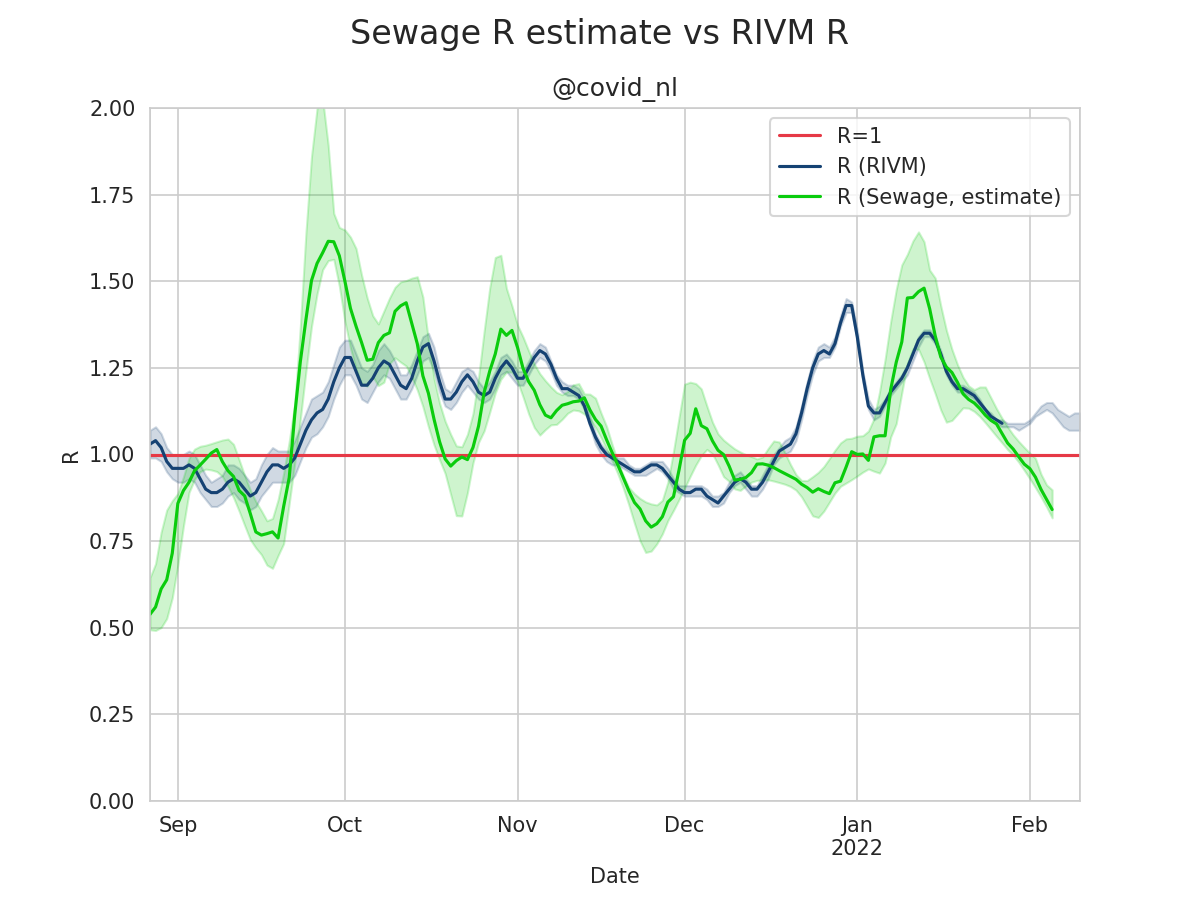 Sewage R estimate vs RIVM R
@covid_nl
R=1
R (RIVM)
R (Sewage, estimate)
2.00
1.75
1.50
1.25
1.00
0.75
0.50
0.25
0.00
R
Sep Oct Nov Dec Jan Feb
2022
Date